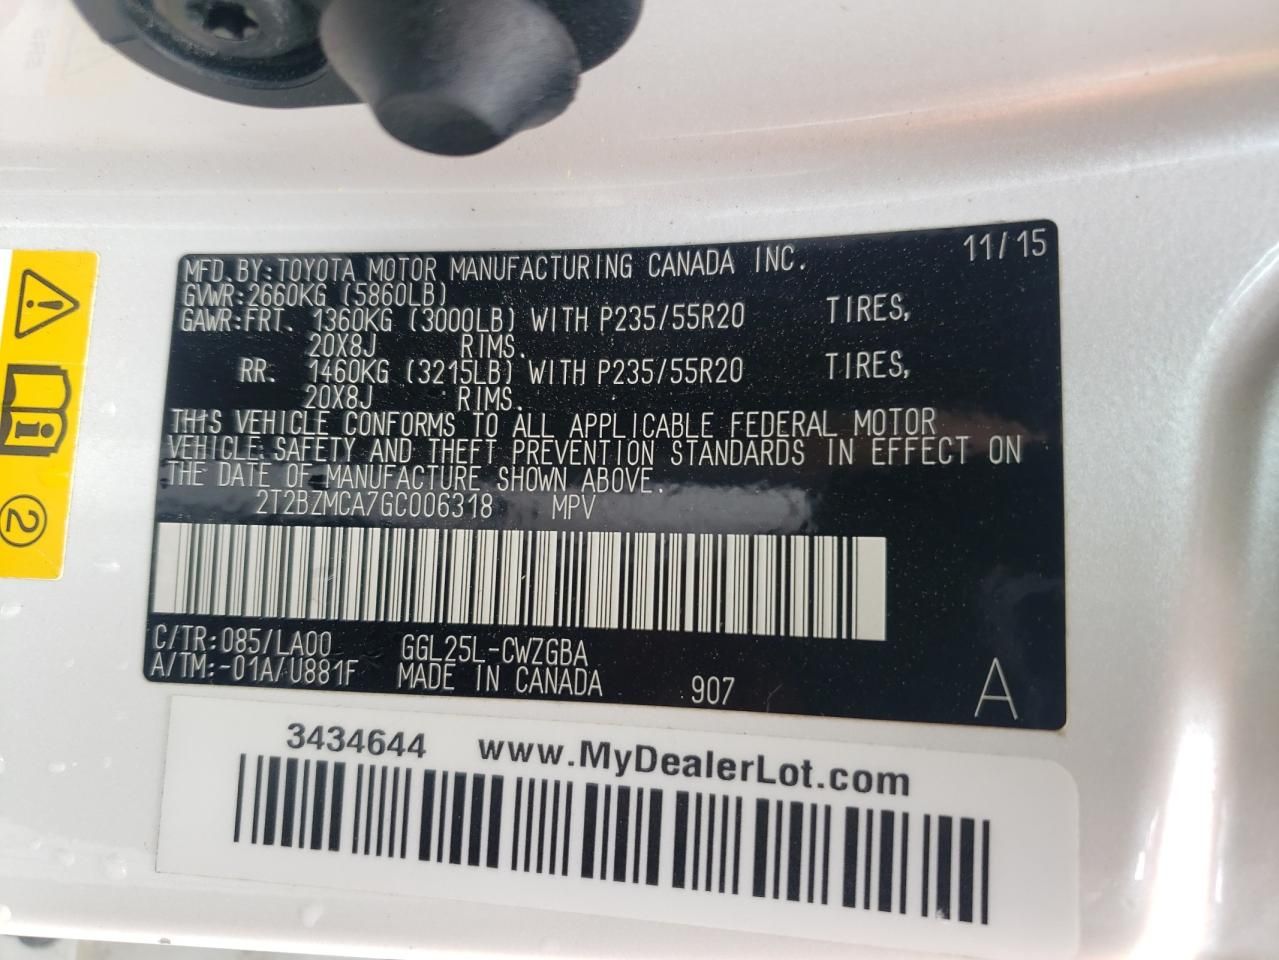 MFD.BY:TOYOTA MOTOR MANUFACTURING CANADA INC. 11/15
GVWR:2660KG (5860LB)
GAWR:FRT. 1360KG (3000LB) WITH P235/55R20 TIRES,
20X8J RIMS.
RR. 1460KG (3215LB) WITH P235/55R20 TIRES,
20X8J RIMS.
THIS VEHICLE CONFORMS TO ALL APPLICABLE FEDERAL MOTOR
VEHICLE SAFETY AND THEFT PREVENTION STANDARDS IN EFFECT ON
THE DATE OF MANUFACTURE SHOWN ABOVE.
2T2BZMCA7GC006318 MPV
C/TR:085/LA00 GGL25L-CWZGBA
A/TM:-01A/U881F MADE IN CANADA 907 A
3434644 www.MyDealerLot.com
2